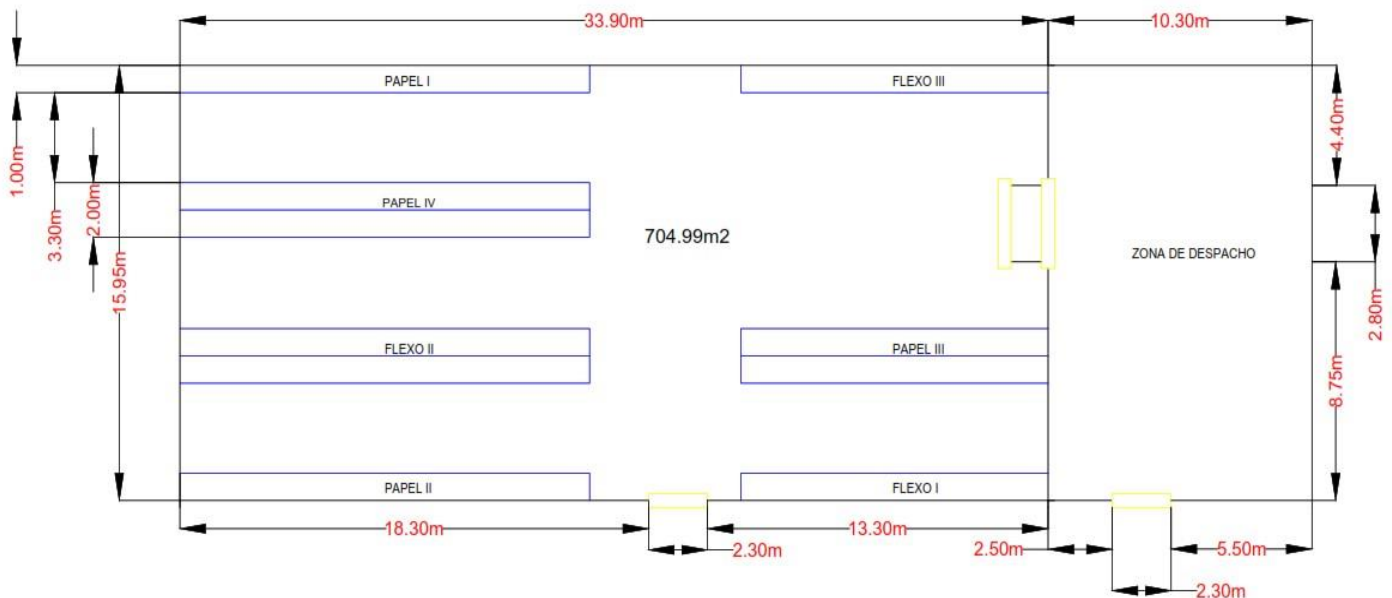 33.90m
10.30m
PAPEL I
FLEXO III
1.00m
4.40m
3.30m
2.00m
15.95m
PAPEL IV
704.99m2
ZONA DE DESPACHO
2.80m
FLEXO II
PAPEL III
8.75m
PAPEL II
FLEXO I
18.30m
13.30m
2.30m
2.50m
5.50m
2.30m